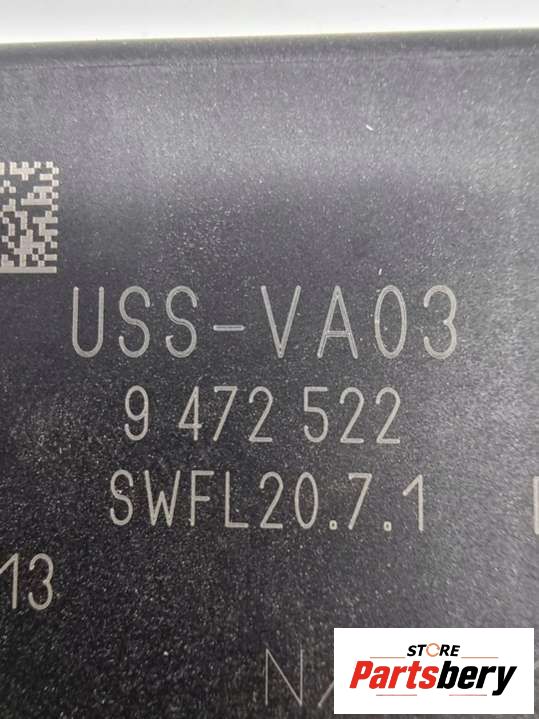 USS-VA03
9 472 522
SWFL20.7.1
13
STORE
Partsbery